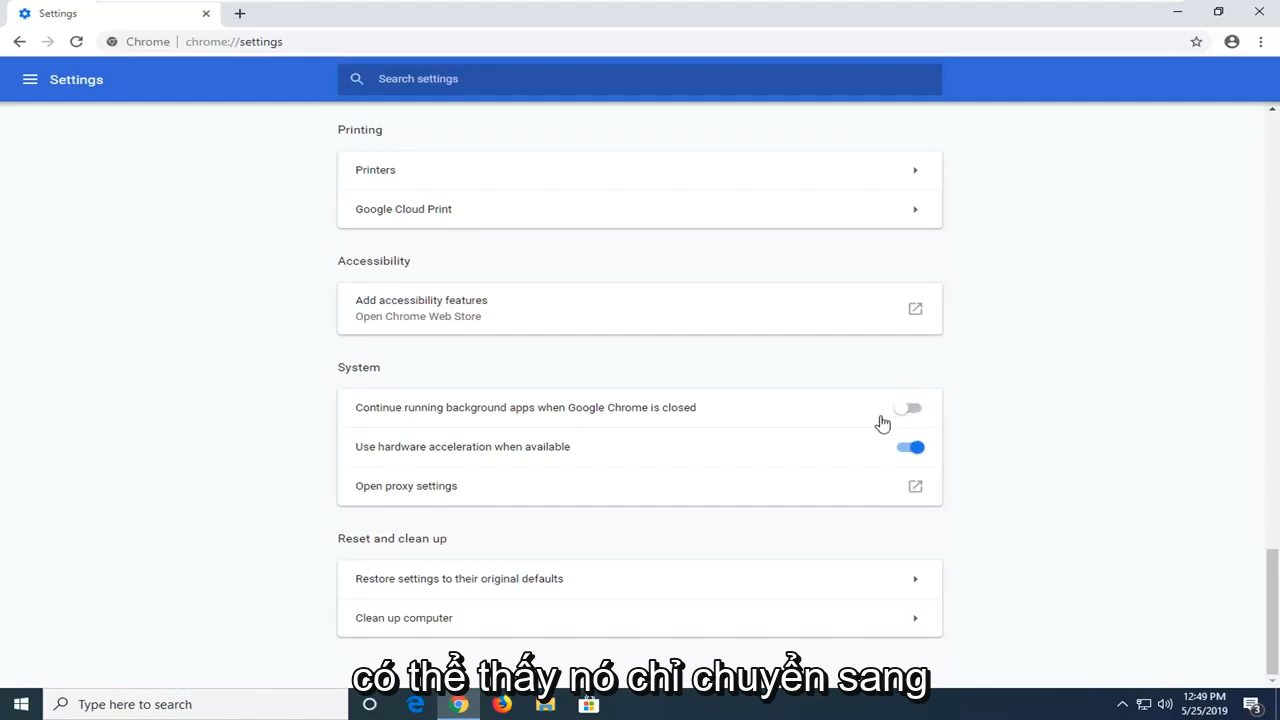 Settings
Chrome | chrome://settings
Settings
Search settings
Printing
Printers
Google Cloud Print
Accessibility
Add accessibility features
Open Chrome Web Store
System
Continue running background apps when Google Chrome is closed
Use hardware acceleration when available
Open proxy settings
Reset and clean up
Restore settings to their original defaults
Clean up computer
có thể thấy nó chỉ chuyển sang
Type here to search
12:49 PM
5/25/2019
3